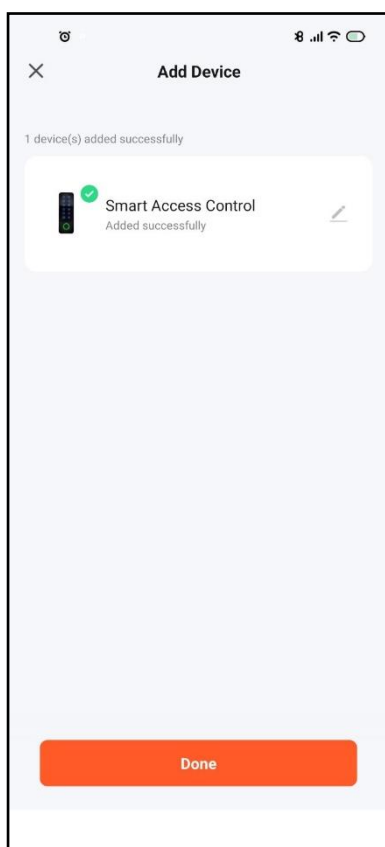 Add Device
1 device(s) added successfully
Smart Access Control
Added successfully
Done